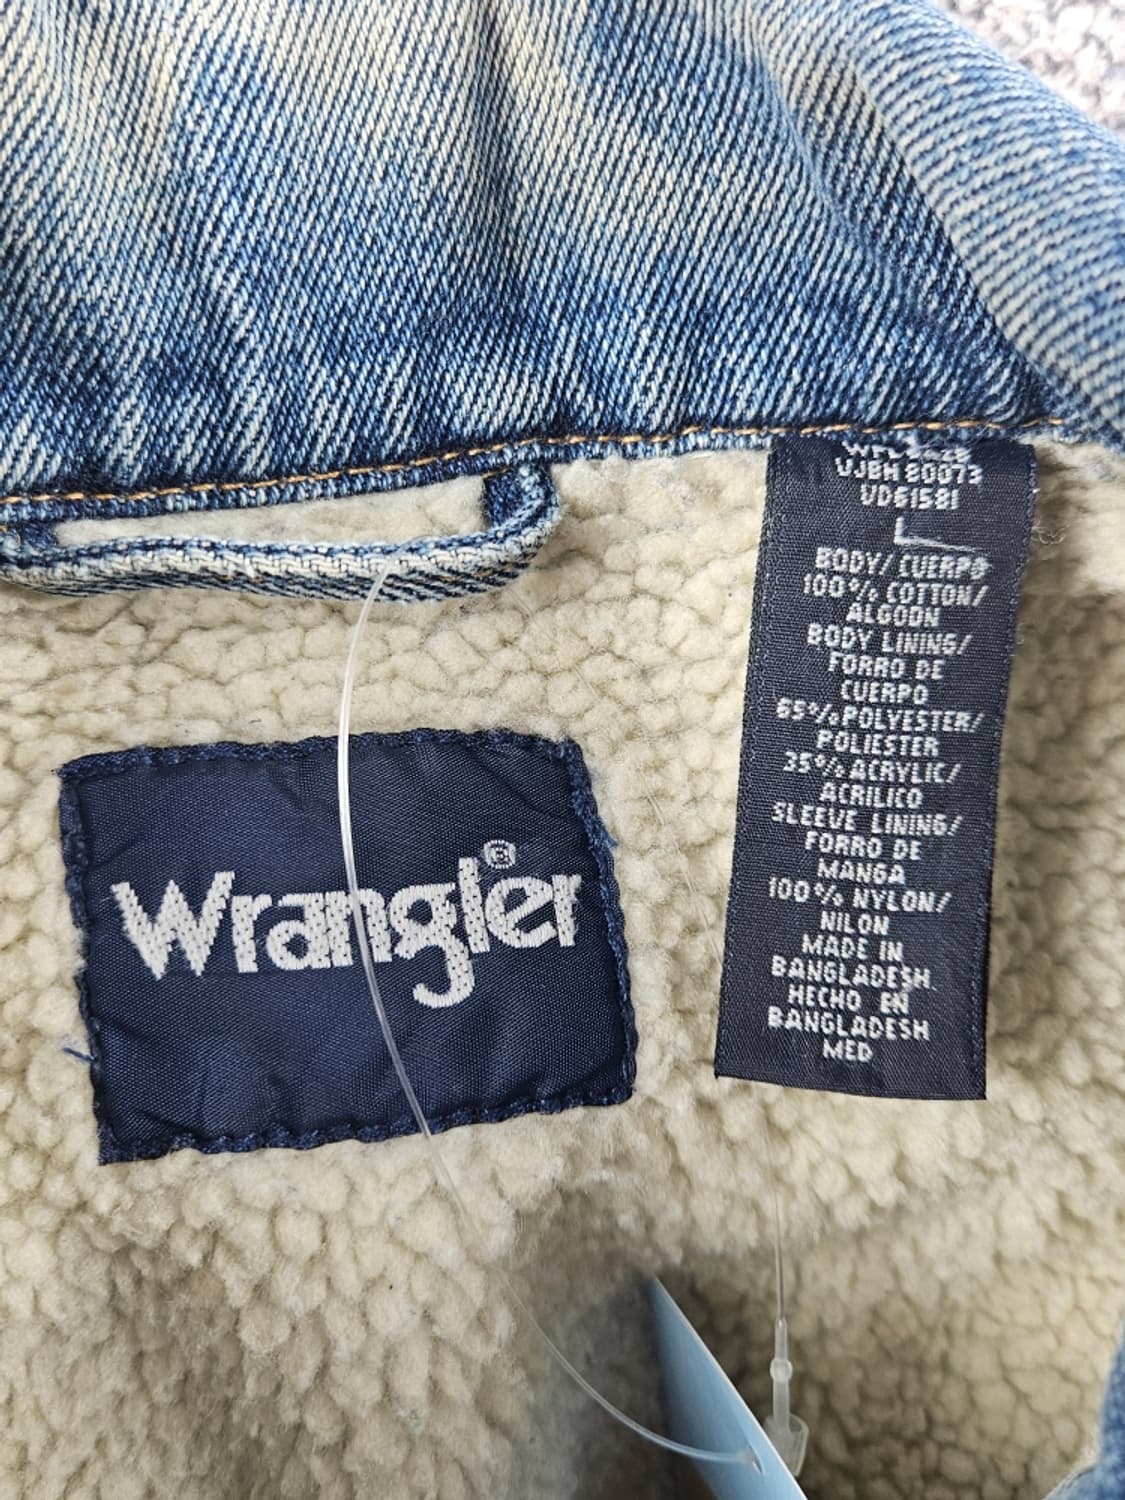 Wrangler®
VJBH 80073
VD61581
L
BODY/CUERPO
100% COTTON/
ALGODN
BODY LINING/
FORRO DE
CUERPO
65% POLYESTER/
POLIESTER
35% ACRYLIC/
ACRILICO
SLEEVE LINING/
FORRO DE
MANGA
100% NYLON/
NILON
MADE IN
BANGLADESH
HECHO EN
BANGLADESH
MED